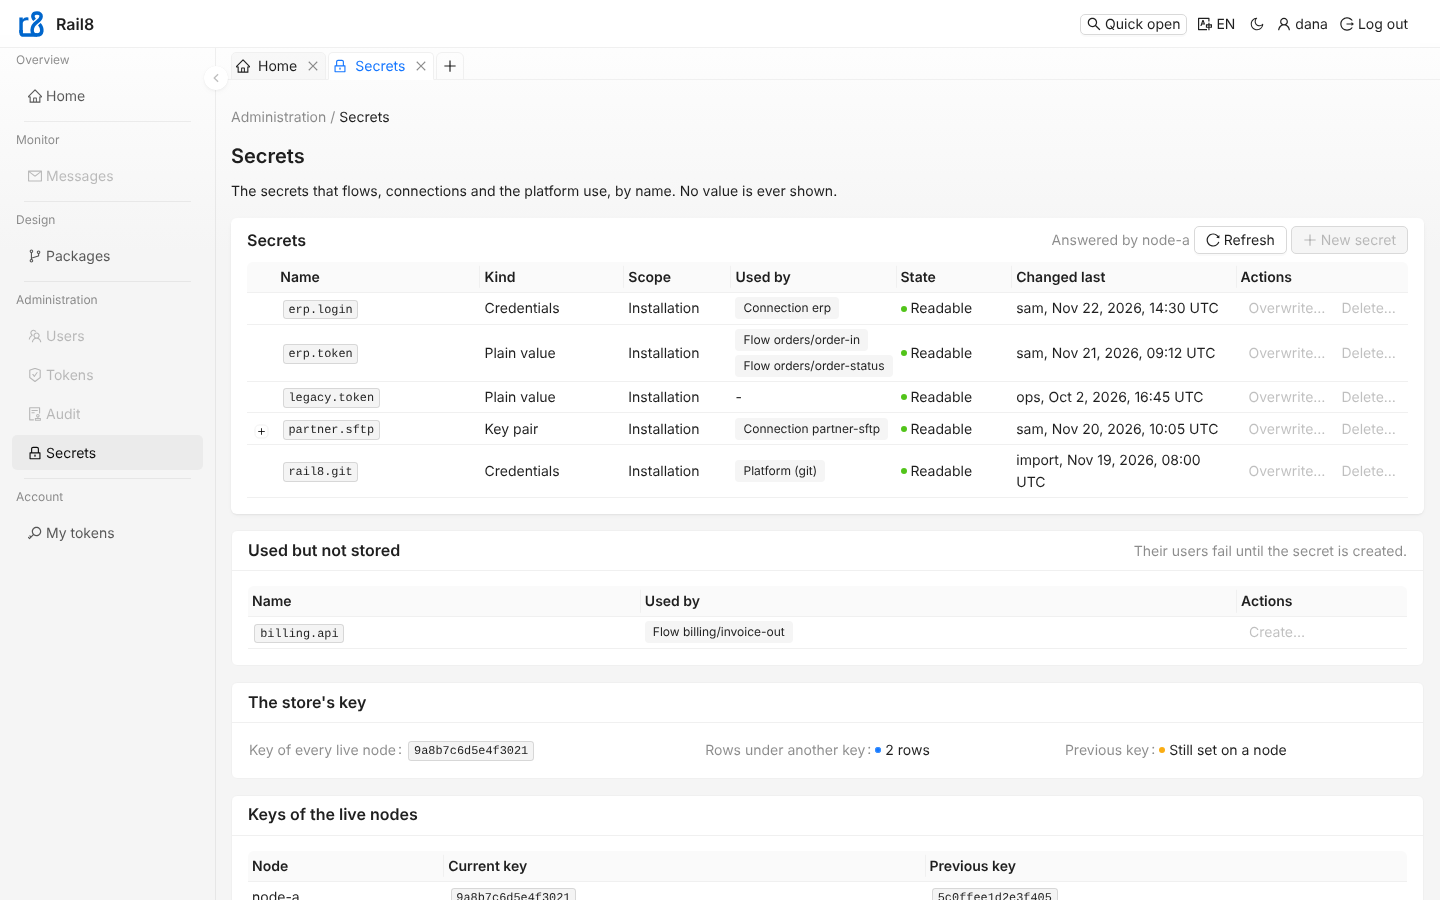 Rail8
Quick open
EN
dana
Log out
Overview
Home
Monitor
Messages
Design
Packages
Administration
Users
Tokens
Audit
Secrets
Account
My tokens
Home
Secrets
Administration / Secrets
Secrets
The secrets that flows, connections and the platform use, by name. No value is ever shown.
Secrets
Answered by node-a
Refresh
New secret
Name Kind Scope Used by State Changed last Actions
erp.login Credentials Installation Connection erp Readable sam, Nov 22, 2026, 14:30 UTC Overwrite... Delete...
erp.token Plain value Installation Flow orders/order-in Flow orders/order-status Readable sam, Nov 21, 2026, 09:12 UTC Overwrite... Delete...
legacy.token Plain value Installation - Readable ops, Oct 2, 2026, 16:45 UTC Overwrite... Delete...
+ partner.sftp Key pair Installation Connection partner-sftp Readable sam, Nov 20, 2026, 10:05 UTC Overwrite... Delete...
rail8.git Credentials Installation Platform (git) Readable import, Nov 19, 2026, 08:00 UTC Overwrite... Delete...
Used but not stored
Their users fail until the secret is created.
Name Used by Actions
billing.api Flow billing/invoice-out Create...
The store's key
Key of every live node: 9a8b7c6d5e4f3021
Rows under another key: 2 rows
Previous key: Still set on a node
Keys of the live nodes
Node Current key Previous key
node-a 9a8b7c6d5e4f3021 5c0ffee1d2e3f405